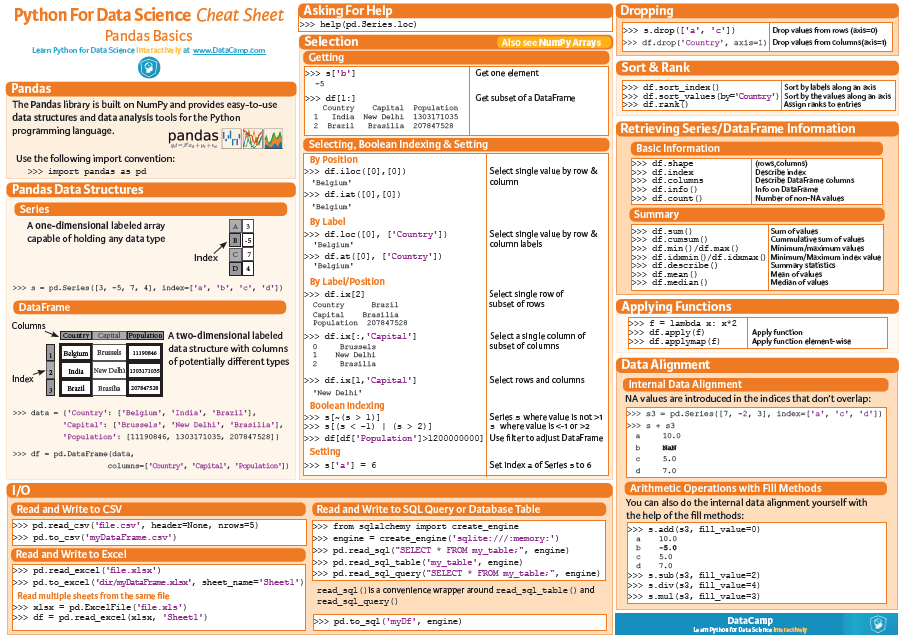 Python For Data Science Cheat Sheet
Pandas Basics
Learn Python for Data Science Interactively at www.DataCamp.com
Pandas
The Pandas library is built on NumPy and provides easy-to-use
data structures and data analysis tools for the Python
programming language.
pandas
Use the following import convention:
>>> import pandas as pd
Pandas Data Structures
Series
A one-dimensional labeled array
capable of holding any data type
Index
A 3
B -5
C 7
D 4
>>> s = pd.Series([3, -5, 7, 4], index=['a', 'b', 'c', 'd'])
DataFrame
Columns
Index
Country Capital Population
1 Belgium Brussels 11190846
2 India New Delhi 1303171035
3 Brazil Brasilia 207847528
A two-dimensional labeled
data structure with columns
of potentially different types
>>> data = {'Country': ['Belgium', 'India', 'Brazil'],
'Capital': ['Brussels', 'New Delhi', 'Brasilia'],
'Population': [11190846, 1303171035, 207847528]}
>>> df = pd.DataFrame(data,
columns=['Country', 'Capital', 'Population'])
Asking For Help
>>> help(pd.Series.loc)
Selection
Also see NumPy Arrays
Getting
>>> s['b'] Get one element
-5
>>> df[1:] Get subset of a DataFrame
Country Capital Population
1 India New Delhi 1303171035
2 Brazil Brasilia 207847528
Selecting, Boolean Indexing & Setting
By Position
>>> df.iloc([0],[0]) Select single value by row &
'Belgium' column
>>> df.iat([0],[0])
'Belgium'
By Label
>>> df.loc([0], ['Country']) Select single value by row &
'Belgium' column labels
>>> df.at([0], ['Country'])
'Belgium'
By Label/Position
>>> df.ix[2] Select single row of
Country Brazil subset of rows
Capital Brasilia
Population 207847528
>>> df.ix[:,'Capital'] Select a single column of
0 Brussels subset of columns
1 New Delhi
2 Brasilia
>>> df.ix[1,'Capital'] Select rows and columns
'New Delhi'
Boolean Indexing
>>> s[~(s > 1)] Series s where value is not >1
>>> s[(s < -1) | (s > 2)] s where value is <-1 or >2
>>> df[df['Population']>1200000000] Use filter to adjust DataFrame
Setting
>>> s['a'] = 6 Set index a of Series s to 6
Dropping
>>> s.drop(['a', 'c']) Drop values from rows (axis=0)
>>> df.drop('Country', axis=1) Drop values from columns(axis=1)
Sort & Rank
>>> df.sort_index() Sort by labels along an axis
>>> df.sort_values(by='Country') Sort by the values along an axis
>>> df.rank() Assign ranks to entries
Retrieving Series/DataFrame Information
Basic Information
>>> df.shape (rows,columns)
>>> df.index Describe index
>>> df.columns Describe DataFrame columns
>>> df.info() Info on DataFrame
>>> df.count() Number of non-NA values
Summary
>>> df.sum() Sum of values
>>> df.cumsum() Cummulative sum of values
>>> df.min()/df.max() Minimum/maximum values
>>> df.idxmin()/df.idxmax() Minimum/Maximum index value
>>> df.describe() Summary statistics
>>> df.mean() Mean of values
>>> df.median() Median of values
Applying Functions
>>> f = lambda x: x*2
>>> df.apply(f) Apply function
>>> df.applymap(f) Apply function element-wise
Data Alignment
Internal Data Alignment
NA values are introduced in the indices that don't overlap:
>>> s3 = pd.Series([7, -2, 3], index=['a', 'c', 'd'])
>>> s + s3
a 10.0
b NaN
c 5.0
d 7.0
Arithmetic Operations with Fill Methods
You can also do the internal data alignment yourself with
the help of the fill methods:
>>> s.add(s3, fill_value=0)
a 10.0
b -5.0
c 5.0
d 7.0
>>> s.sub(s3, fill_value=2)
>>> s.div(s3, fill_value=4)
>>> s.mul(s3, fill_value=3)
I/O
Read and Write to CSV
>>> pd.read_csv('file.csv', header=None, nrows=5)
>>> pd.to_csv('myDataFrame.csv')
Read and Write to Excel
>>> pd.read_excel('file.xlsx')
>>> pd.to_excel('dir/myDataFrame.xlsx', sheet_name='Sheet1')
Read multiple sheets from the same file
>>> xlsx = pd.ExcelFile('file.xls')
>>> df = pd.read_excel(xlsx, 'Sheet1')
Read and Write to SQL Query or Database Table
>>> from sqlalchemy import create_engine
>>> engine = create_engine('sqlite:///:memory:')
>>> pd.read_sql("SELECT * FROM my_table;", engine)
>>> pd.read_sql_table('my_table', engine)
>>> pd.read_sql_query("SELECT * FROM my_table;", engine)
read_sql() is a convenience wrapper around read_sql_table() and
read_sql_query()
>>> pd.to_sql('myDf', engine)
DataCamp
Learn Python for Data Science Interactively